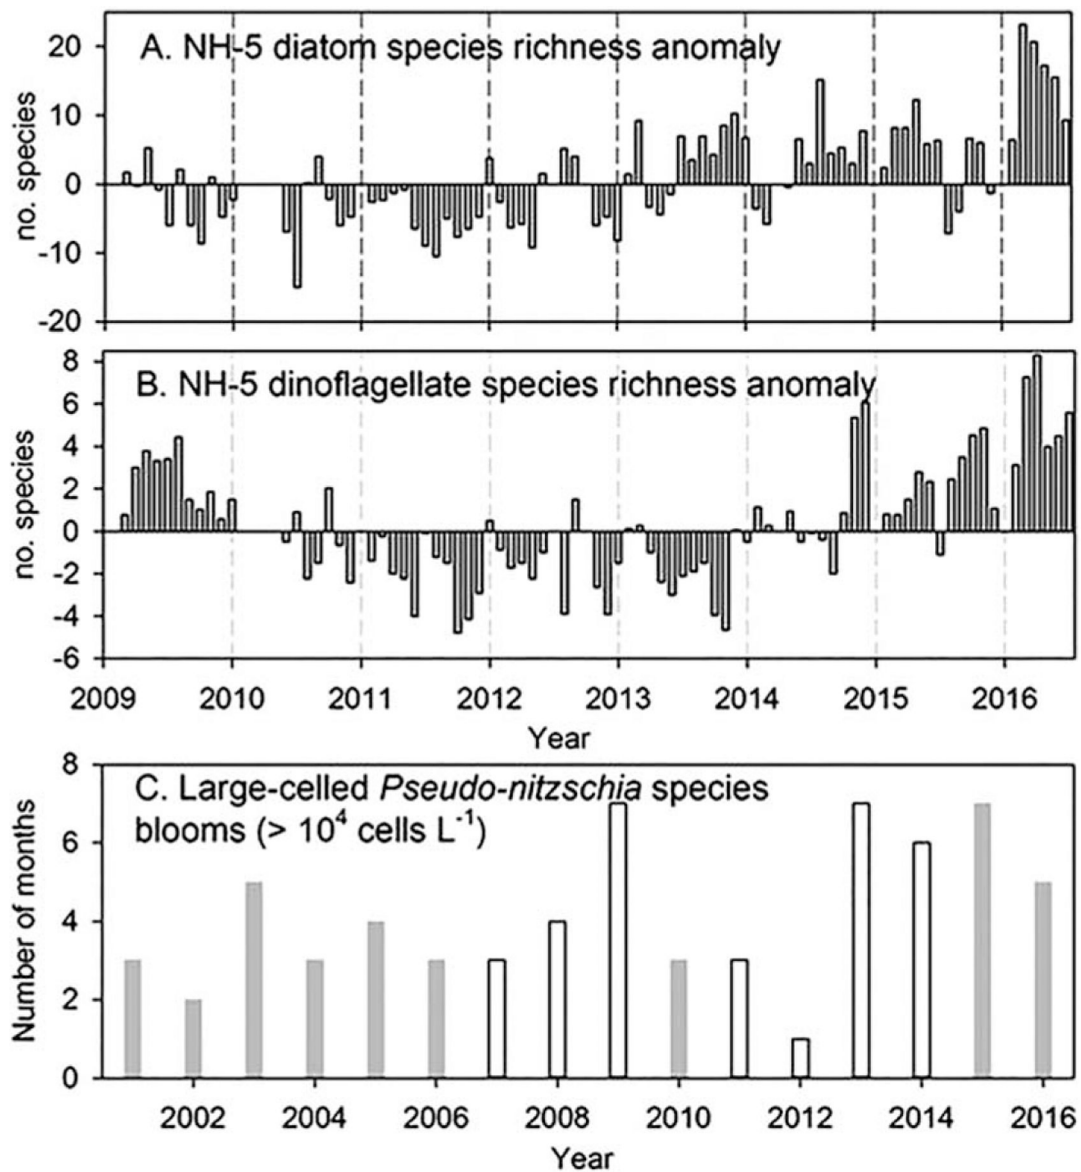 A. NH-5 diatom species richness anomaly
no. species
20
10
0
-10
-20
B. NH-5 dinoflagellate species richness anomaly
no. species
8
6
4
2
0
-2
-4
-6
2009 2010 2011 2012 2013 2014 2015 2016
Year
C. Large-celled Pseudo-nitzschia species
blooms (> 10⁴ cells L⁻¹)
Number of months
8
6
4
2
0
2002 2004 2006 2008 2010 2012 2014 2016
Year